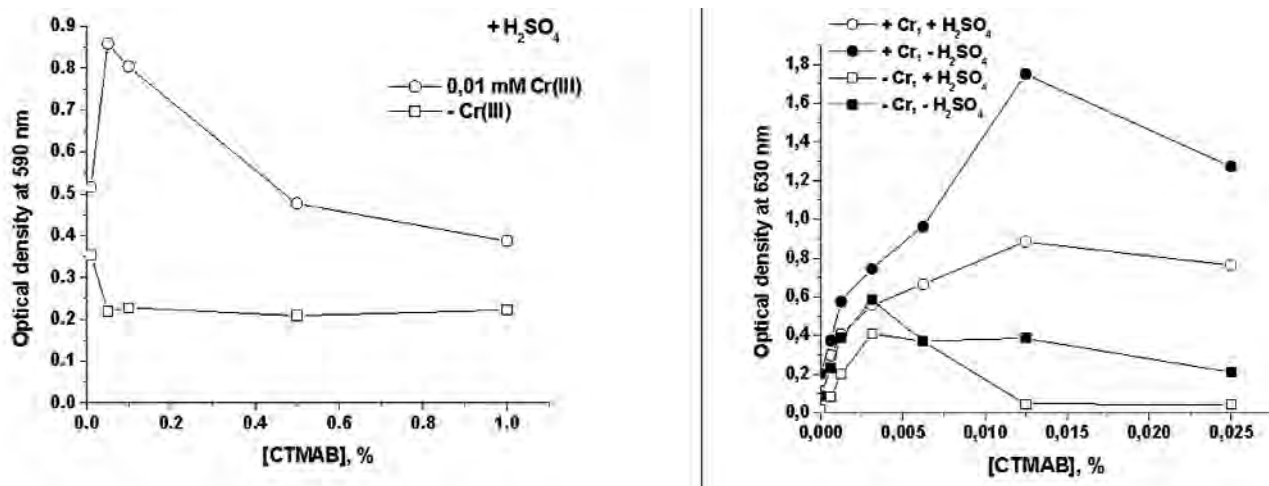 + H₂SO₄
0,01 mM Cr(III)
- Cr(III)
0.9
0.8
0.7
0.6
0.5
0.4
0.3
0.2
0.1
0.0
0.0 0.2 0.4 0.6 0.8 1.0
Optical density at 590 nm
[CTMAB], %
+ Cr, + H₂SO₄
+ Cr, - H₂SO₄
- Cr, + H₂SO₄
- Cr, - H₂SO₄
1,8
1,6
1,4
1,2
1,0
0,8
0,6
0,4
0,2
0,0
0,000 0,005 0,010 0,015 0,020 0,025
Optical density at 630 nm
[CTMAB], %